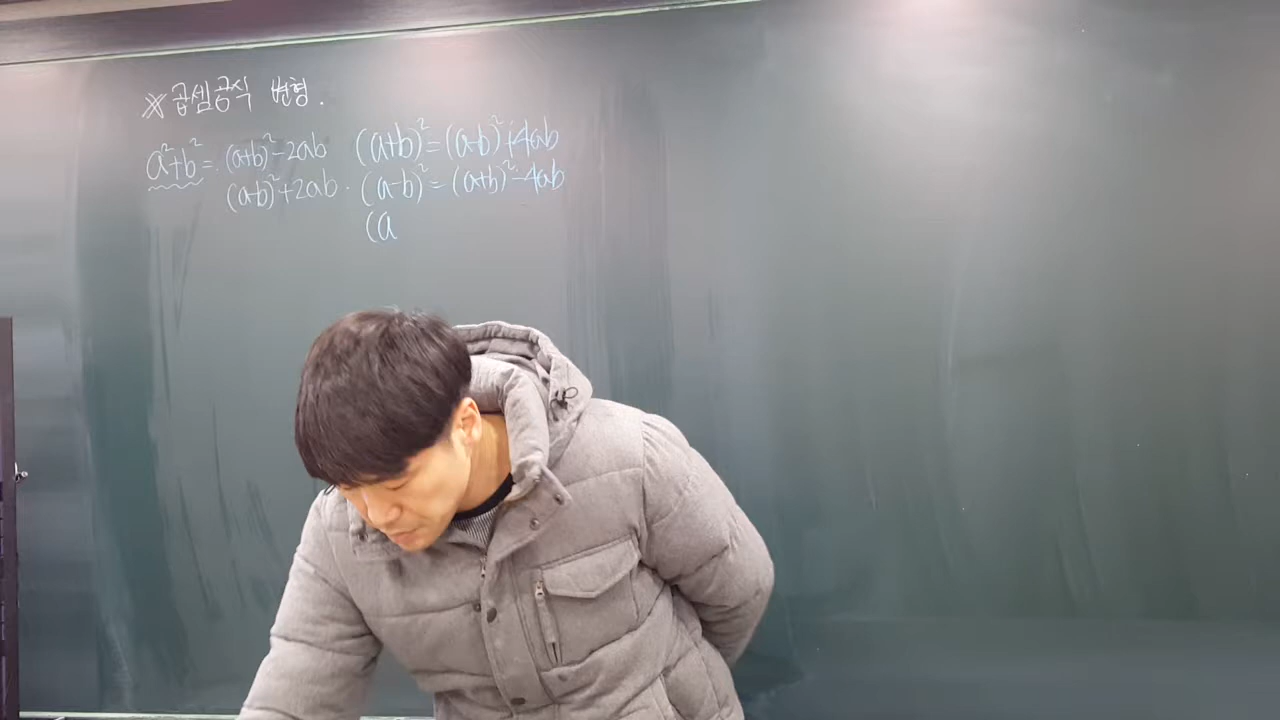 ※ 곱셈공식 변형.
a²+b² = (a+b)²-2ab
(a-b)²+2ab.
(a+b)²=(a-b)²+4ab
(a-b)²=(a+b)²-4ab
(a